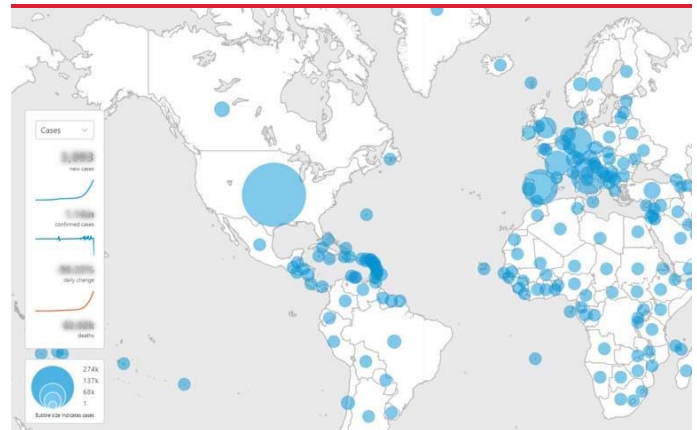 Cases
new cases
confirmed cases
daily change
deaths
274k
137k
68k
1
Bubble size indicates cases